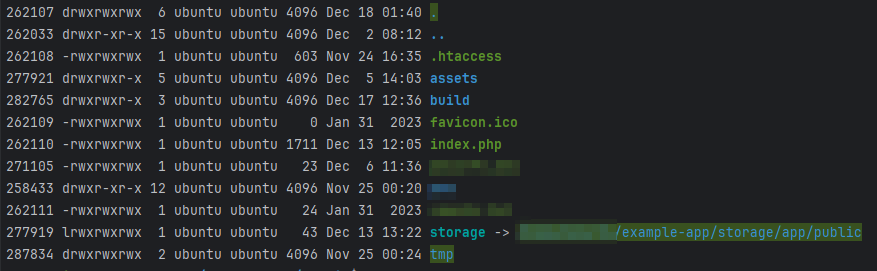 262107 drwxrwxrwx  6 ubuntu ubuntu 4096 Dec 18 01:40 .
262033 drwxr-xr-x 15 ubuntu ubuntu 4096 Dec  2 08:12 ..
262108 -rwxrwxrwx  1 ubuntu ubuntu  603 Nov 24 16:35 .htaccess
277921 drwxrwxr-x  5 ubuntu ubuntu 4096 Dec  5 14:03 assets
282765 drwxrwxr-x  3 ubuntu ubuntu 4096 Dec 17 12:36 build
262109 -rwxrwxrwx  1 ubuntu ubuntu    0 Jan 31  2023 favicon.ico
262110 -rwxrwxrwx  1 ubuntu ubuntu 1711 Dec 13 12:05 index.php
271105 -rwxrwxrwx  1 ubuntu ubuntu   23 Dec  6 11:36
258433 drwxr-xr-x 12 ubuntu ubuntu 4096 Nov 25 00:20
262111 -rwxrwxrwx  1 ubuntu ubuntu   24 Jan 31  2023
277919 lrwxrwxrwx  1 ubuntu ubuntu   43 Dec 13 13:22 storage -> /example-app/storage/app/public
287834 drwxrwxrwx  2 ubuntu ubuntu 4096 Nov 25 00:24 tmp